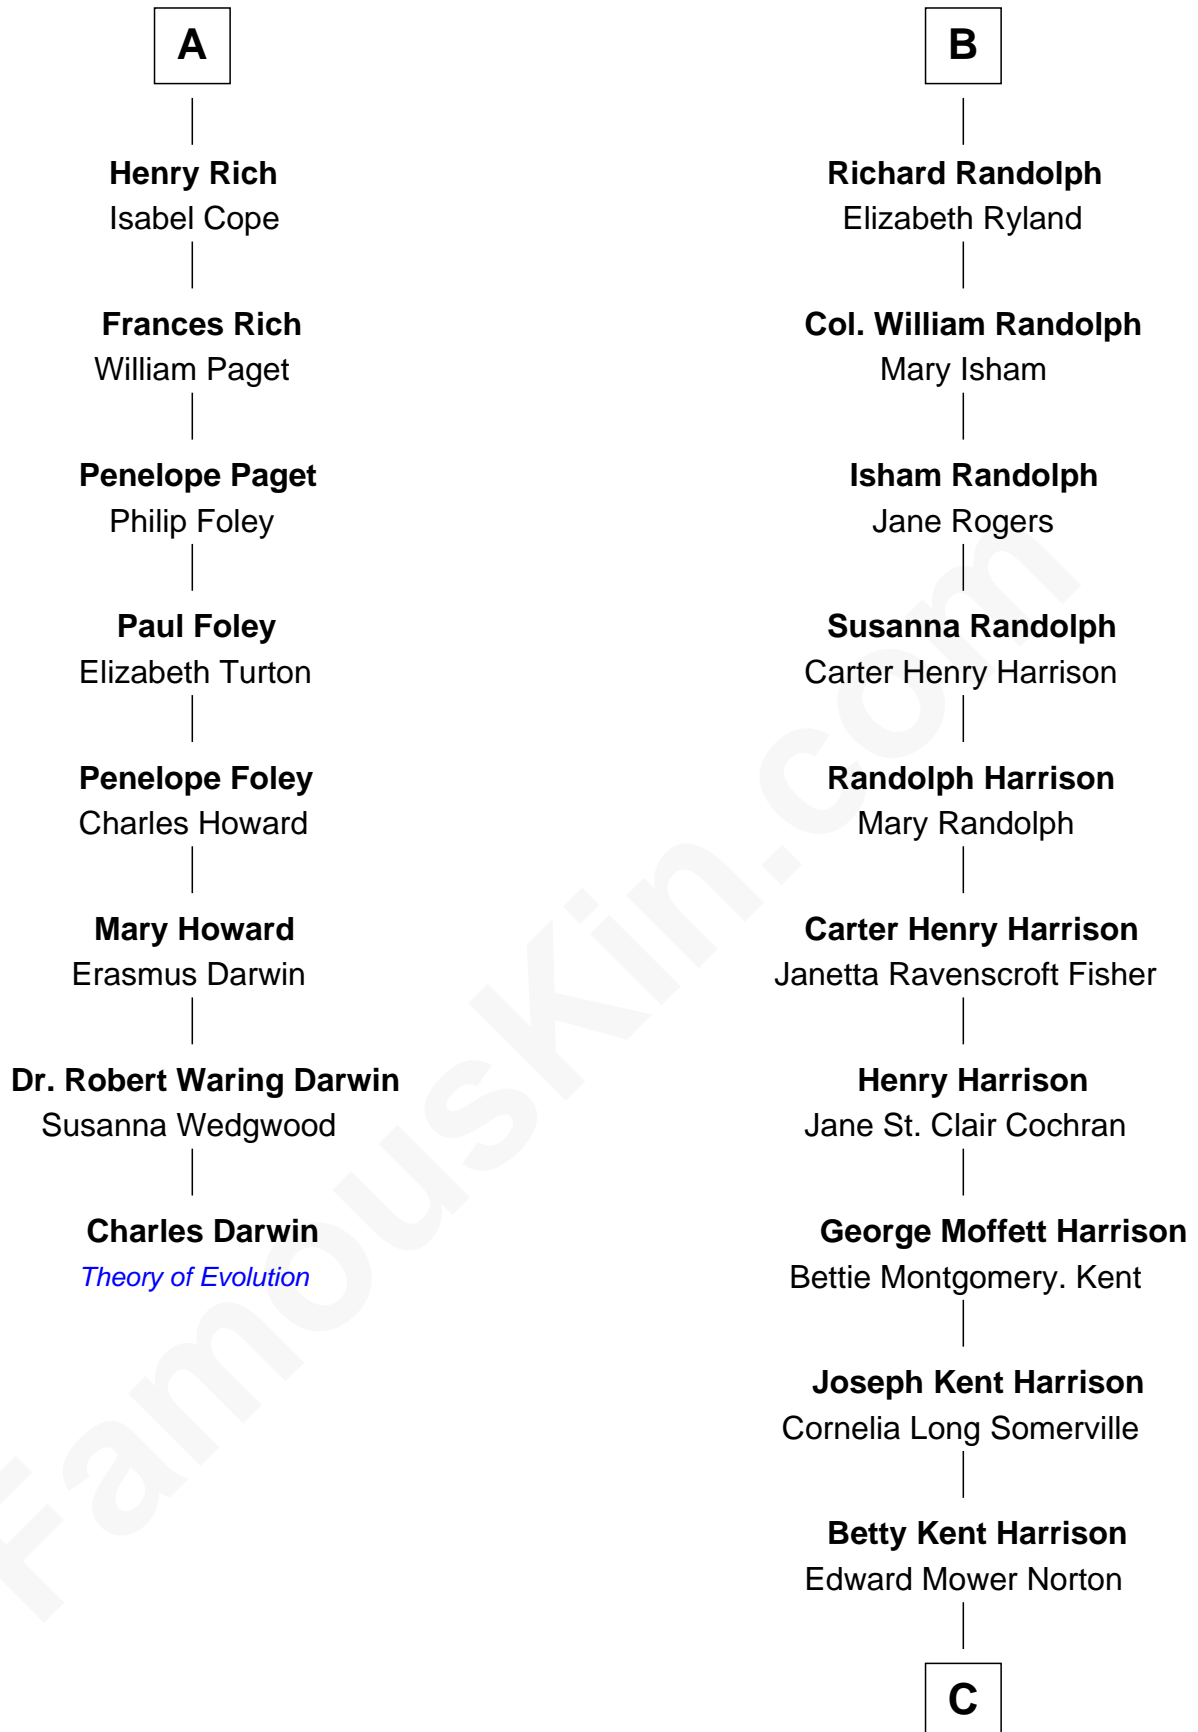 A
Henry Rich
Isabel Cope
Frances Rich
William Paget
Penelope Paget
Philip Foley
Paul Foley
Elizabeth Turton
Penelope Foley
Charles Howard
Mary Howard
Erasmus Darwin
Dr. Robert Waring Darwin
Susanna Wedgwood
Charles Darwin
Theory of Evolution
B
Richard Randolph
Elizabeth Ryland
Col. William Randolph
Mary Isham
Isham Randolph
Jane Rogers
Susanna Randolph
Carter Henry Harrison
Randolph Harrison
Mary Randolph
Carter Henry Harrison
Janetta Ravenscroft Fisher
Henry Harrison
Jane St. Clair Cochran
George Moffett Harrison
Bettie Montgomery. Kent
Joseph Kent Harrison
Cornelia Long Somerville
Betty Kent Harrison
Edward Mower Norton
C
FamousKin.com